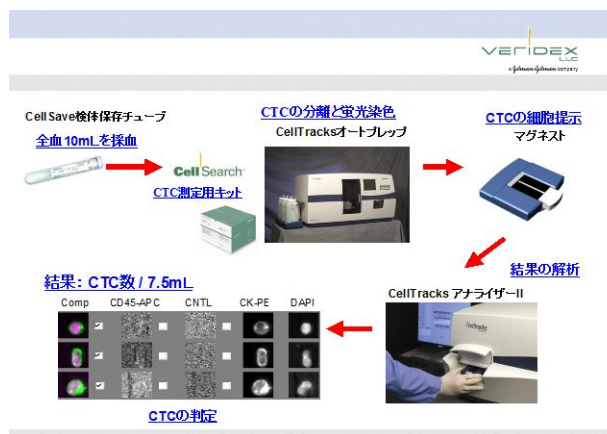 VERIDEX
LLC
a Johnson & Johnson company
CellSave検体保存チューブ
全血10mLを採血
CellSearch
CTC測定用キット
CTCの分離と蛍光染色
CellTracksオートプレップ
CTCの細胞提示
マグネスト
結果の解析
CellTracks アナライザーII
結果: CTC数 / 7.5mL
Comp CD45-APC CNTL CK-PE DAPI
CTCの判定